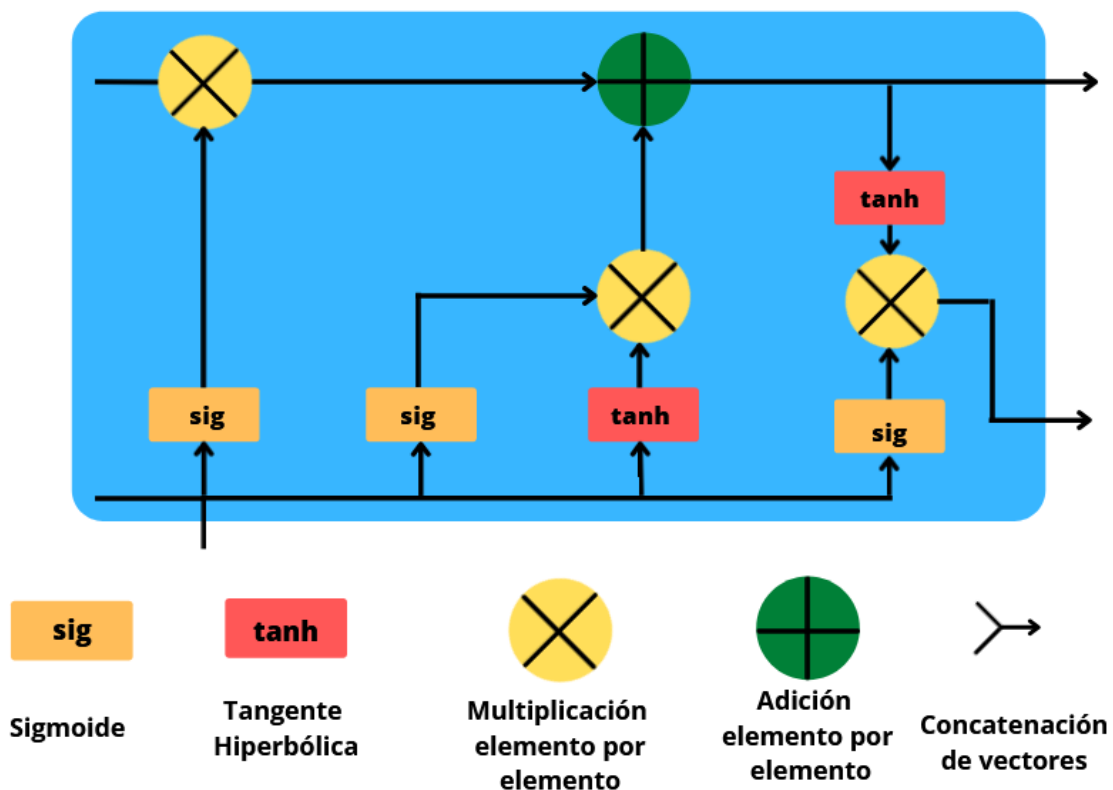 tanh
sig
sig
tanh
sig
sig
tanh
Sigmoide
Tangente
Hiperbólica
Multiplicación
elemento por
elemento
Adición
elemento por
elemento
Concatenación
de vectores